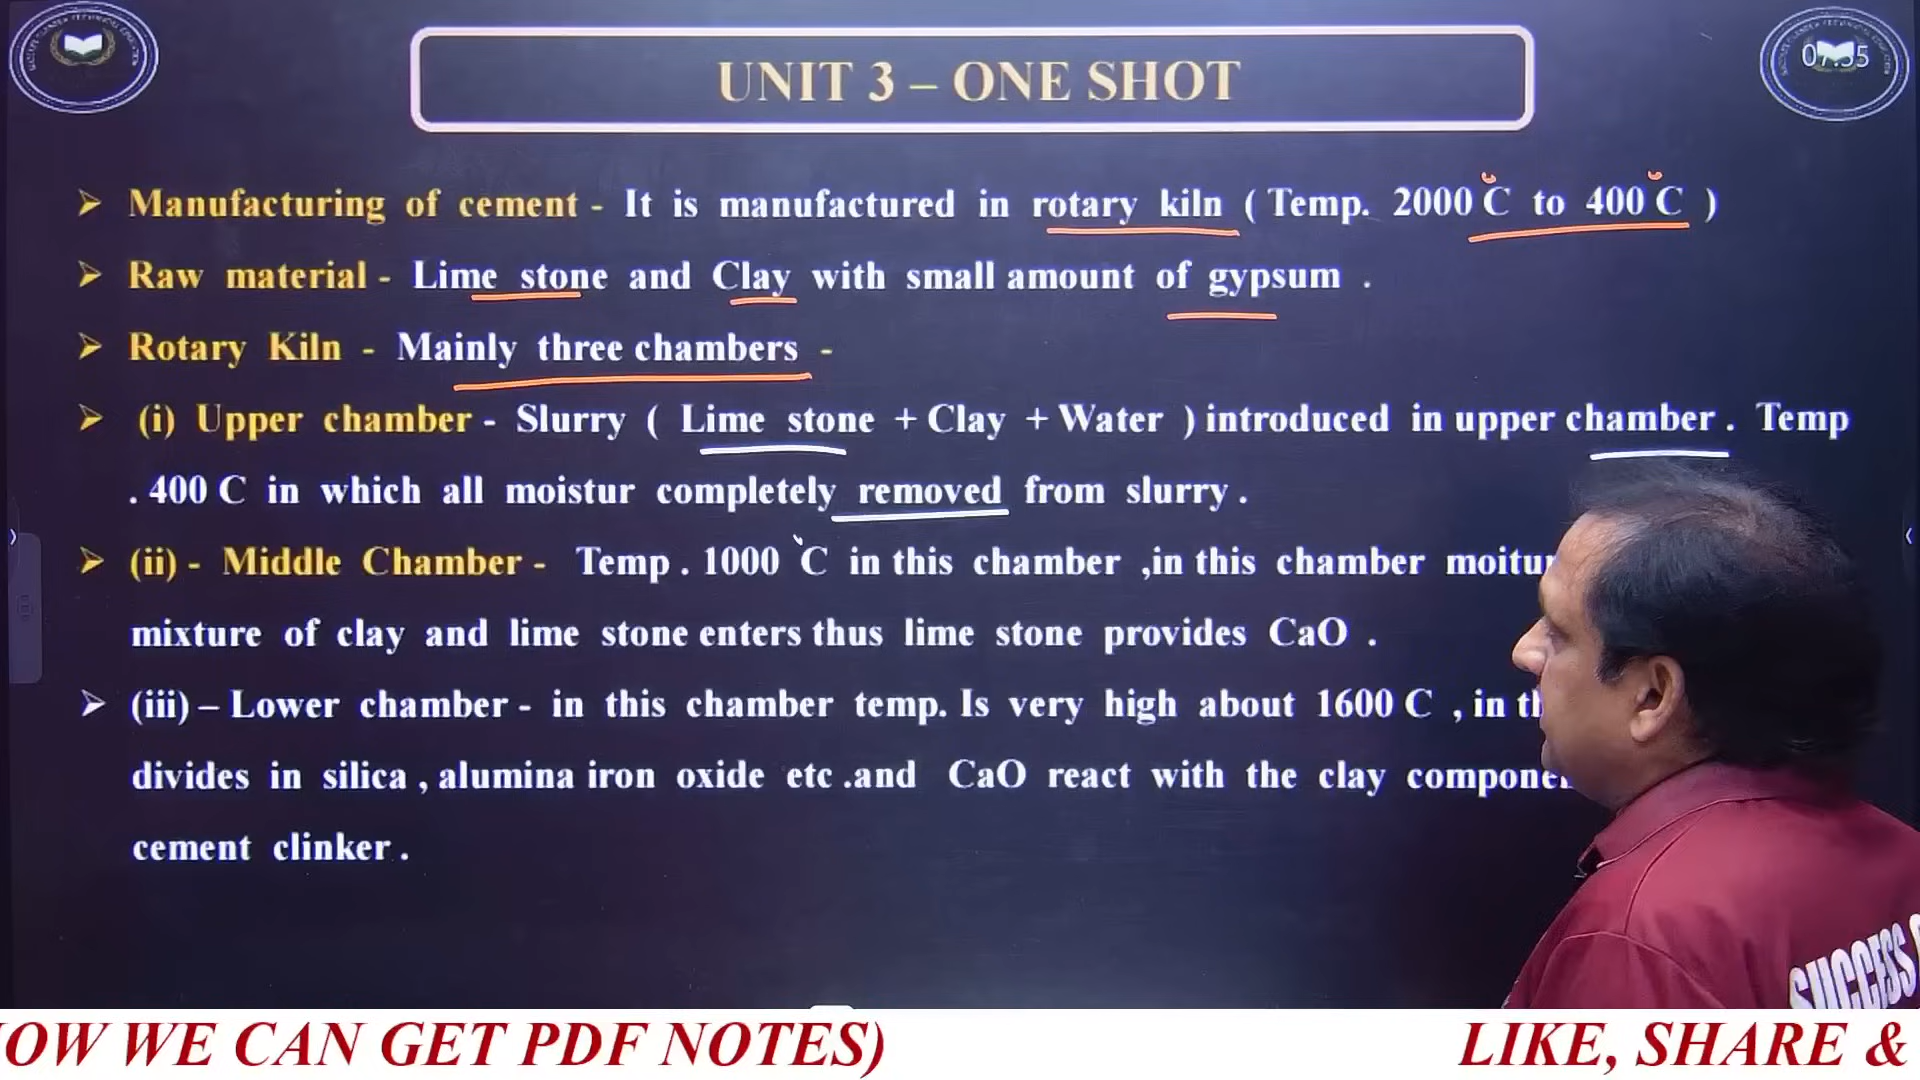 07:55
UNIT 3 – ONE SHOT
Manufacturing of cement - It is manufactured in rotary kiln ( Temp. 2000 °C to 400 °C )
Raw material - Lime stone and Clay with small amount of gypsum .
Rotary Kiln - Mainly three chambers -
(i) Upper chamber - Slurry ( Lime stone + Clay + Water ) introduced in upper chamber . Temp
. 400 C in which all moistur completely removed from slurry .
(ii) - Middle Chamber - Temp . 1000 °C in this chamber ,in this chamber
mixture of clay and lime stone enters thus lime stone provides CaO .
(iii) – Lower chamber - in this chamber temp. Is very high about 1600 C , in
divides in silica , alumina iron oxide etc .and CaO react with the clay
cement clinker .
SUCCESS
OW WE CAN GET PDF NOTES) LIKE, SHARE &